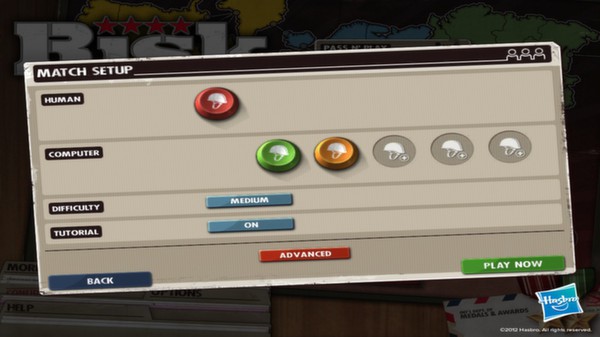 RISK
PASS N' PLAY
MATCH SETUP
HUMAN
COMPUTER
DIFFICULTY
MEDIUM
TUTORIAL
ON
ADVANCED
BACK
PLAY NOW
MOR
OPTIONS
HELP
MEDALS & AWARDS
Hasbro
©2012 Hasbro. All rights reserved.